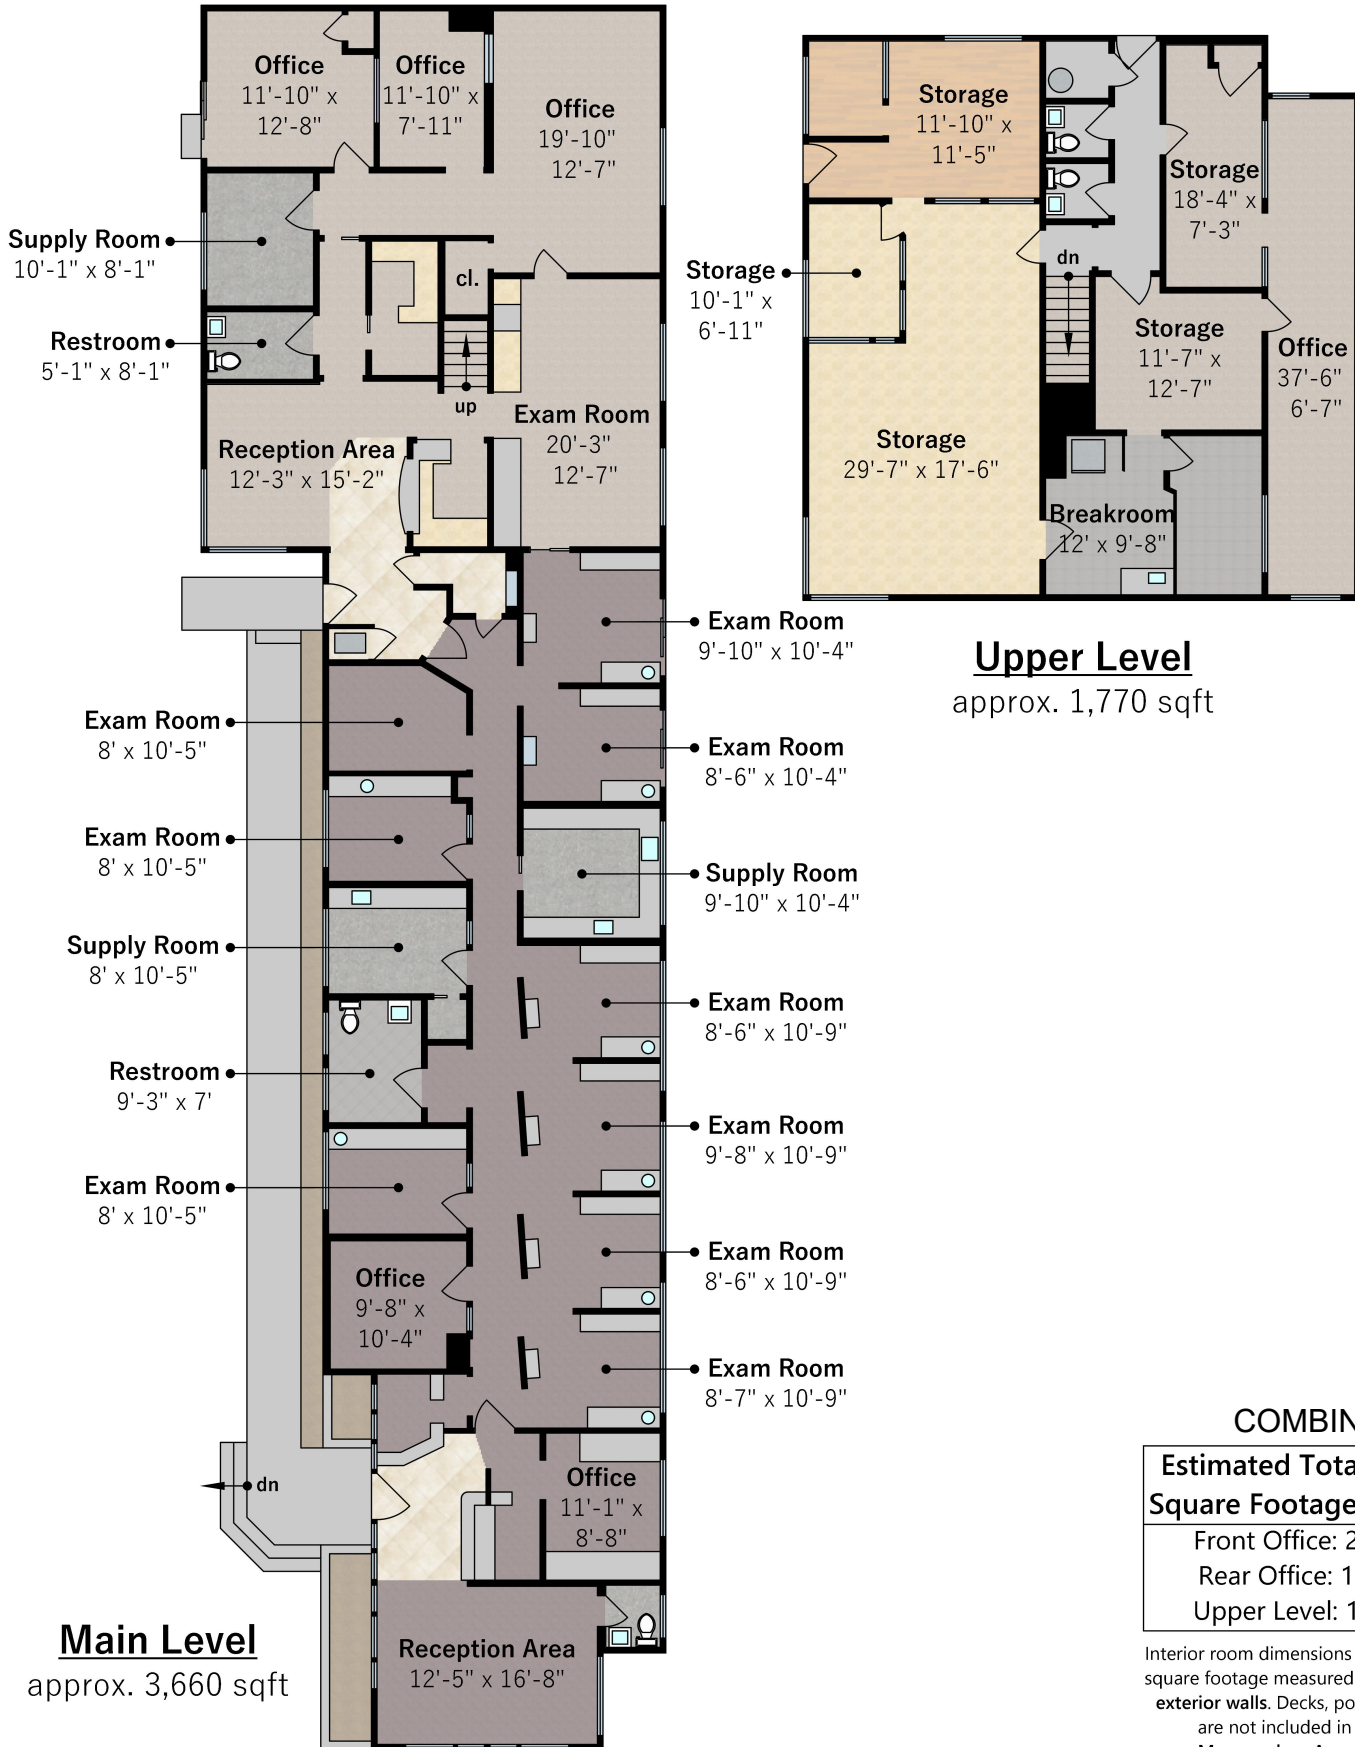 Office
11'-10" x
12'-8"
Office
11'-10" x
7'-11"
Office
19'-10"
12'-7"
Supply Room
10'-1" x 8'-1"
cl.
Restroom
5'-1" x 8'-1"
up
Exam Room
20'-3"
12'-7"
Reception Area
12'-3" x 15'-2"
Exam Room
9'-10" x 10'-4"
Exam Room
8' x 10'-5"
Exam Room
8'-6" x 10'-4"
Exam Room
8' x 10'-5"
Supply Room
9'-10" x 10'-4"
Supply Room
8' x 10'-5"
Exam Room
8'-6" x 10'-9"
Restroom
9'-3" x 7'
Exam Room
9'-8" x 10'-9"
Exam Room
8' x 10'-5"
Exam Room
8'-6" x 10'-9"
Office
9'-8" x
10'-4"
Exam Room
8'-7" x 10'-9"
dn
Office
11'-1" x
8'-8"
Reception Area
12'-5" x 16'-8"
Main Level
approx. 3,660 sqft
Storage
11'-10" x
11'-5"
Storage
18'-4" x
7'-3"
dn
Storage
10'-1" x
6'-11"
Storage
11'-7" x
12'-7"
Office
37'-6"
6'-7"
Storage
29'-7" x 17'-6"
Breakroom
12' x 9'-8"
Upper Level
approx. 1,770 sqft
COMBIN
Estimated Tota
Square Footage
Front Office: 2
Rear Office: 1
Upper Level: 1
Interior room dimensions
square footage measured
exterior walls. Decks, po
are not included in